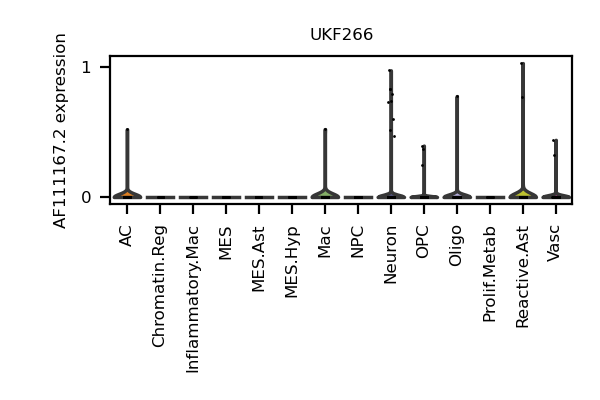 UKF266
AF111167.2 expression
1
0
AC
Chromatin.Reg
Inflammatory.Mac
MES
MES.Ast
MES.Hyp
Mac
NPC
Neuron
OPC
Oligo
Prolif.Metab
Reactive.Ast
Vasc